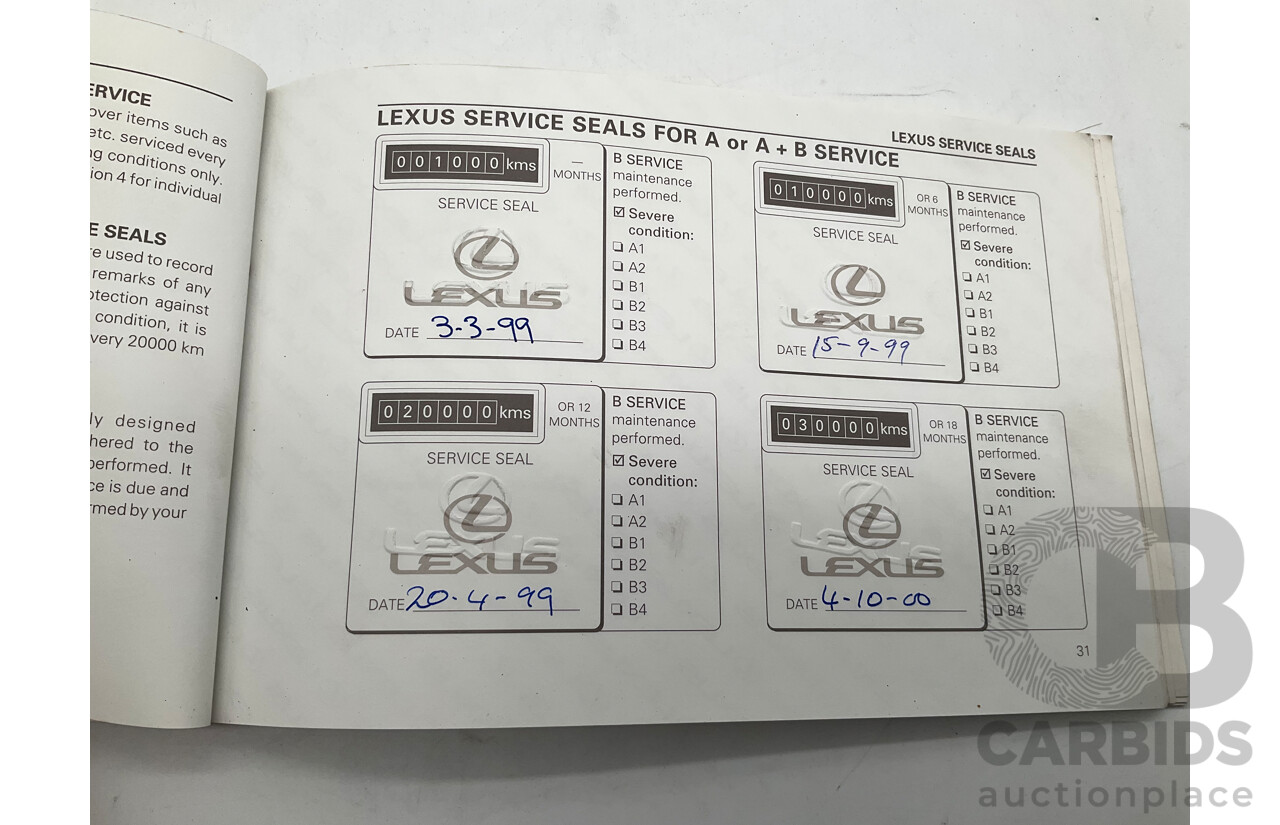 ERVICE
over items such as
etc. serviced every
ng conditions only.
ion 4 for individual
E SEALS
re used to record
remarks of any
otection against
condition, it is
very 20000 km
ly designed
hered to the
performed. It
ce is due and
rmed by your
LEXUS SERVICE SEALS
LEXUS SERVICE SEALS FOR A or A + B SERVICE
001000 kms
— MONTHS
SERVICE SEAL
LEXUS
DATE 3-3-99
B SERVICE
maintenance
performed.
☑ Severe
condition:
❏ A1
❏ A2
❏ B1
❏ B2
❏ B3
❏ B4
010000 kms
OR 6
MONTHS
SERVICE SEAL
LEXUS
DATE 15-9-99
B SERVICE
maintenance
performed.
☑ Severe
condition:
❏ A1
❏ A2
❏ B1
❏ B2
❏ B3
❏ B4
020000 kms
OR 12
MONTHS
SERVICE SEAL
LEXUS
DATE 20-4-99
B SERVICE
maintenance
performed.
☑ Severe
condition:
❏ A1
❏ A2
❏ B1
❏ B2
❏ B3
❏ B4
030000 kms
OR 18
MONTHS
SERVICE SEAL
LEXUS
DATE 4-10-00
B SERVICE
maintenance
performed.
☑ Severe
condition:
❏ A1
❏ A2
❏ B1
❏ B2
❏ B3
❏ B4
31
CB
CARBIDS
auctionplace